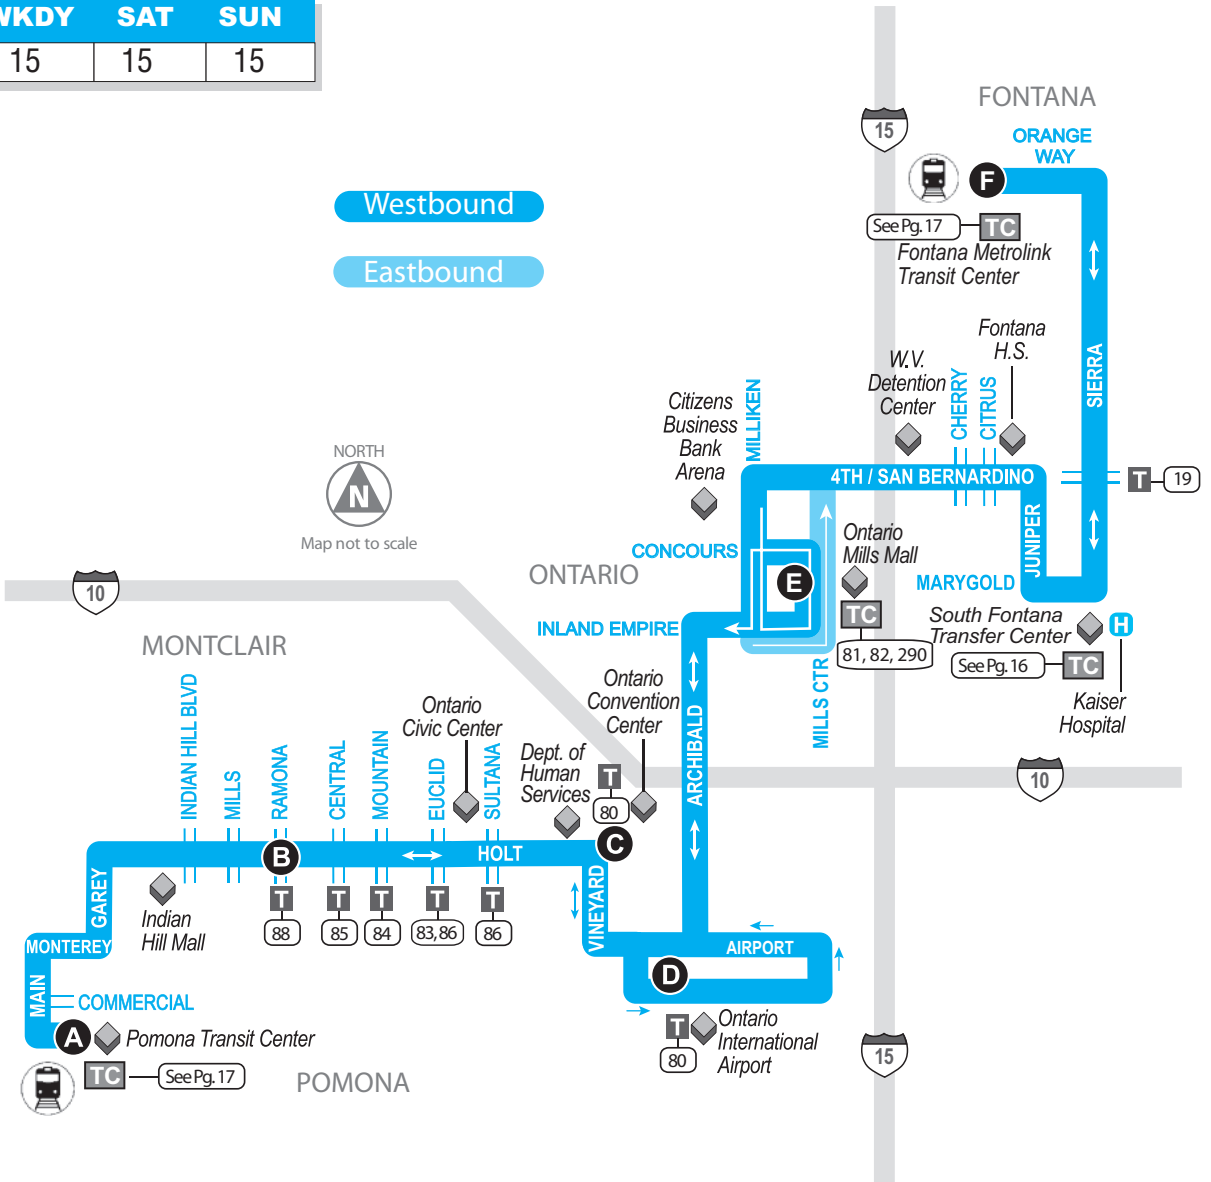 WKDY SAT SUN
15 15 15
FONTANA
15
ORANGE
WAY
F
See Pg. 17
TC
Fontana Metrolink
Transit Center
Westbound
Eastbound
SIERRA
Fontana
H.S.
W.V.
Detention
Center
CHERRY
CITRUS
Citizens
Business
Bank
Arena
MILLIKEN
NORTH
N
Map not to scale
4TH / SAN BERNARDINO
T
19
JUNIPER
Ontario
Mills Mall
CONCOURS
ONTARIO
E
MARYGOLD
TC
81, 82, 290
South Fontana
Transfer Center
H
See Pg. 16
TC
Kaiser
Hospital
10
INLAND EMPIRE
MONTCLAIR
MILLS CTR
Ontario
Convention
Center
ARCHIBALD
Ontario
Civic Center
Dept. of
Human
Services
T
80
10
INDIAN HILL BLVD
MILLS
RAMONA
CENTRAL
MOUNTAIN
EUCLID
SULTANA
B
HOLT
C
T
88
T
85
T
84
T
83,86
T
86
GAREY
Indian
Hill Mall
VINEYARD
MONTEREY
AIRPORT
D
MAIN
COMMERCIAL
A
Pomona Transit Center
T
80
Ontario
International
Airport
15
TC
See Pg. 17
POMONA